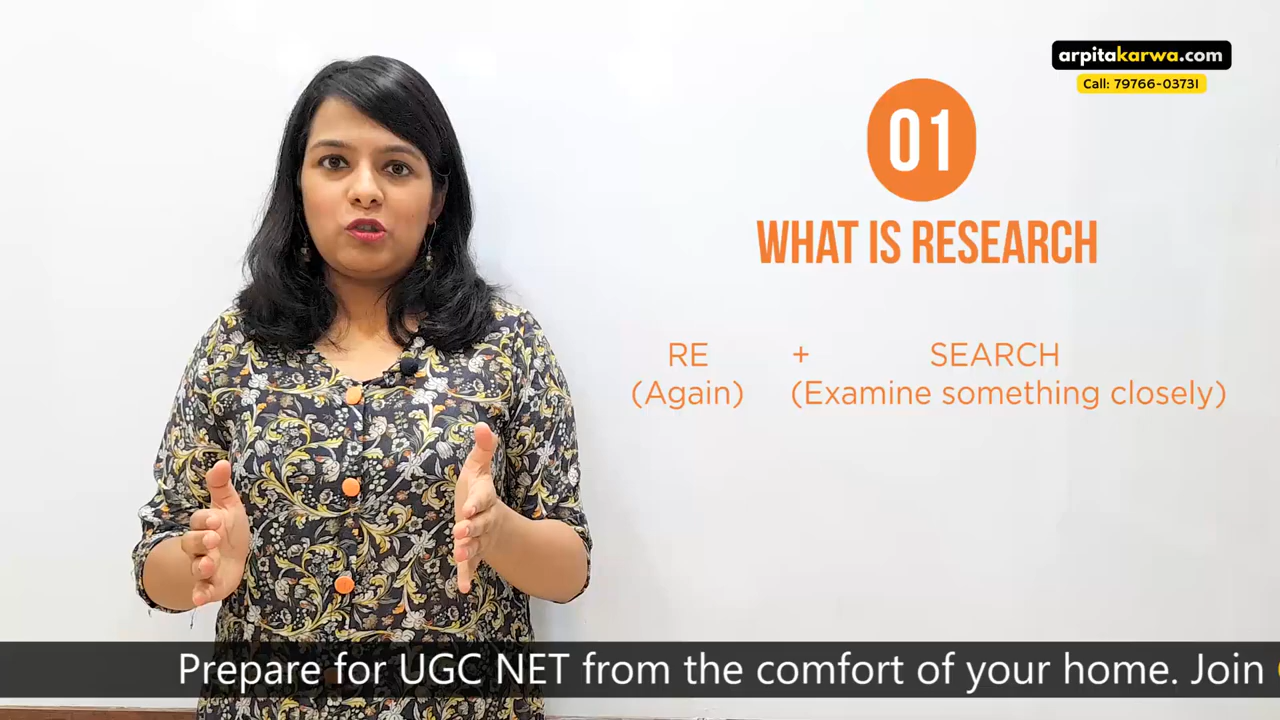 arpitakarwa.com
Call: 79766-03731
01
WHAT IS RESEARCH
RE + SEARCH
(Again) (Examine something closely)
Prepare for UGC NET from the comfort of your home. Join